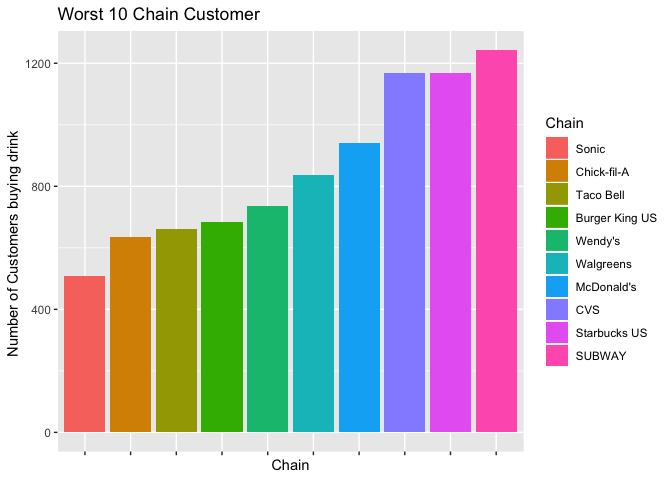 Worst 10 Chain Customer
Number of Customers buying drink
1200
800
400
0
Chain
Chain
Sonic
Chick-fil-A
Taco Bell
Burger King US
Wendy's
Walgreens
McDonald's
CVS
Starbucks US
SUBWAY